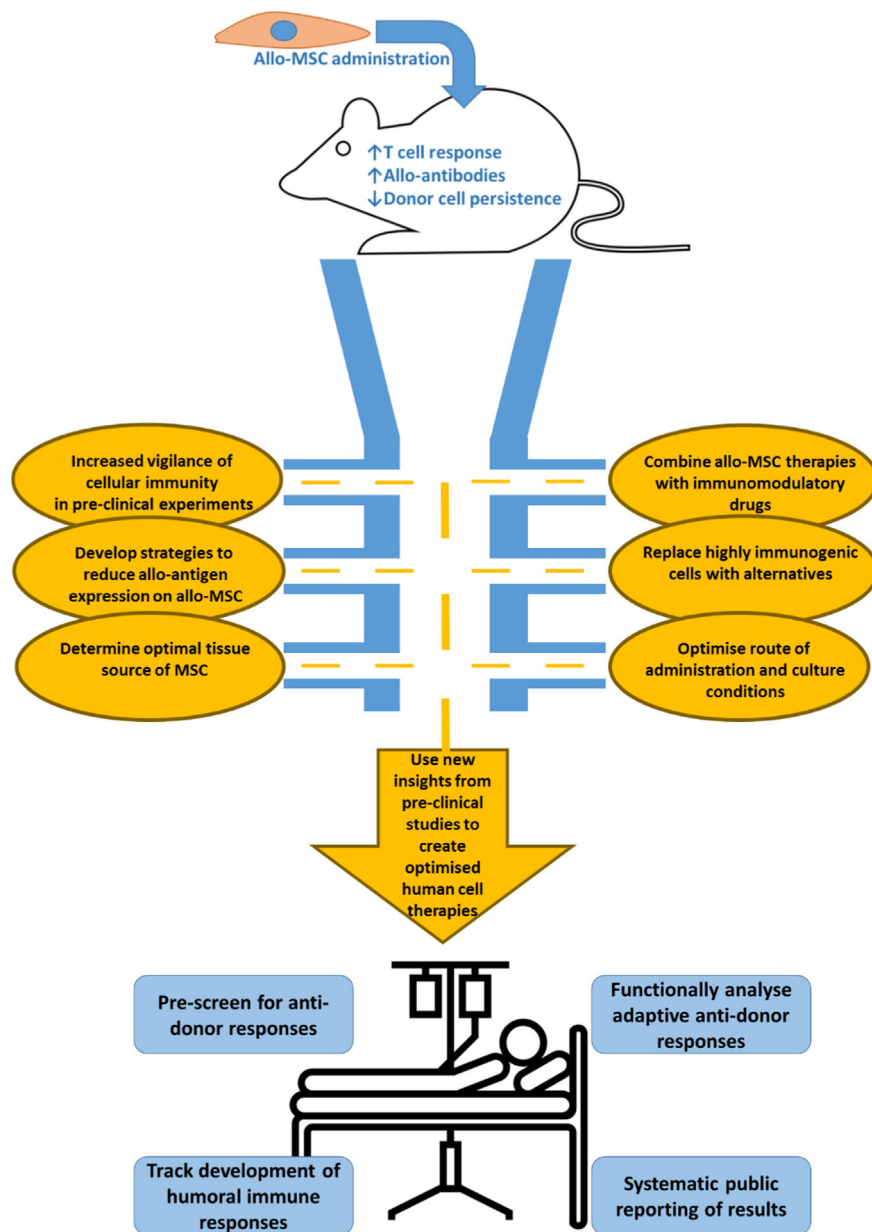 Allo-MSC administration
↑T cell response
↑Allo-antibodies
↓Donor cell persistence
Increased vigilance of
cellular immunity
in pre-clinical experiments
Combine allo-MSC therapies
with immunomodulatory
drugs
Develop strategies to
reduce allo-antigen
expression on allo-MSC
Replace highly immunogenic
cells with alternatives
Determine optimal tissue
source of MSC
Optimise route of
administration and culture
conditions
Use new
insights from
pre-clinical
studies to
create
optimised
human cell
therapies
Pre-screen for anti-
donor responses
Functionally analyse
adaptive anti-donor
responses
Track development of
humoral immune
responses
Systematic public
reporting of results